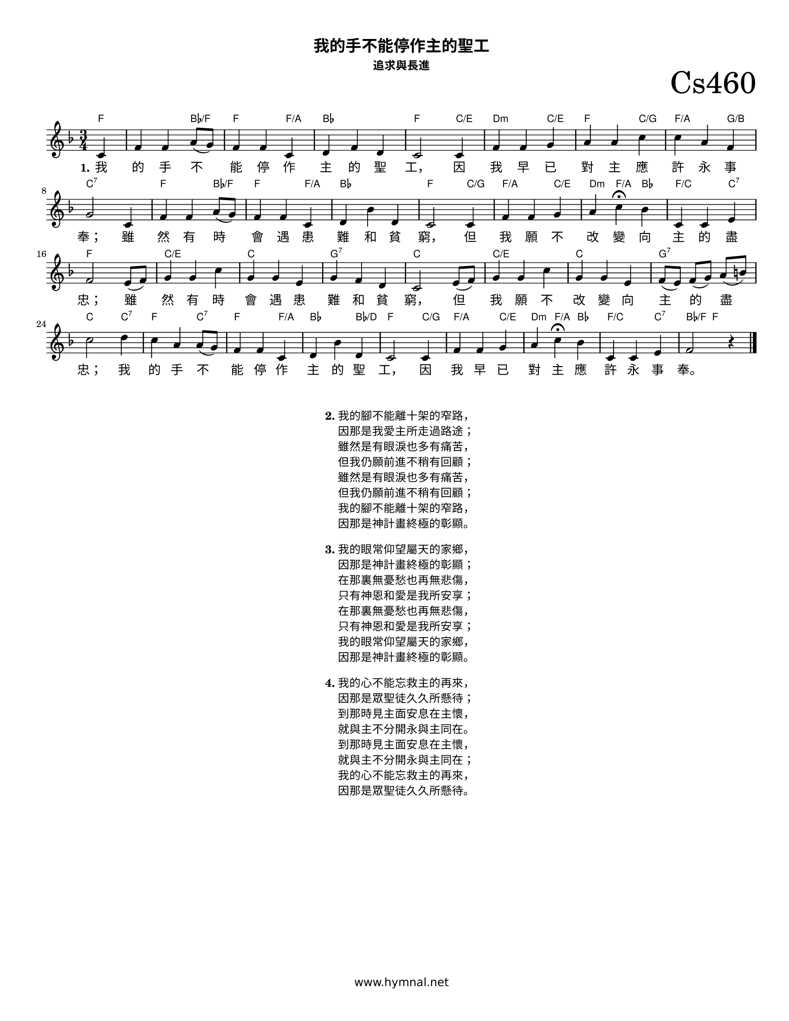 我的手不能停作主的聖工
追求與長進
Cs460
F B♭/F F F/A B♭ F C/E Dm C/E F C/G F/A G/B
3/4
1. 我 的 手 不 能 停 作 主 的 聖 工, 因 我 早 已 對 主 應 許 永 事
8 C7 F B♭/F F F/A B♭ F C/G F/A C/E Dm F/A B♭ F/C C7
奉; 雖 然 有 時 會 遇 患 難 和 貧 窮, 但 我 願 不 改 變 向 主 的 盡
16 F C/E C G7 C C/E C G7
忠; 雖 然 有 時 會 遇 患 難 和 貧 窮, 但 我 願 不 改 變 向 主 的 盡
24 C C7 F C7 F F/A B♭ B♭/D F C/G F/A C/E Dm F/A B♭ F/C C7 B♭/F F
忠; 我 的 手 不 能 停 作 主 的 聖 工, 因 我 早 已 對 主 應 許 永 事 奉。
2. 我的腳不能離十架的窄路,
因那是我愛主所走過路途;
雖然是有眼淚也多有痛苦,
但我仍願前進不稍有回顧;
雖然是有眼淚也多有痛苦,
但我仍願前進不稍有回顧;
我的腳不能離十架的窄路,
因那是神計畫終極的彰顯。
3. 我的眼常仰望屬天的家鄉,
因那是神計畫終極的彰顯;
在那裏無憂愁也再無悲傷,
只有神恩和愛是我所安享;
在那裏無憂愁也再無悲傷,
只有神恩和愛是我所安享;
我的眼常仰望屬天的家鄉,
因那是神計畫終極的彰顯。
4. 我的心不能忘救主的再來,
因那是眾聖徒久久所懸待;
到那時見主面安息在主懷,
就與主不分開永與主同在。
到那時見主面安息在主懷,
就與主不分開永與主同在;
我的心不能忘救主的再來,
因那是眾聖徒久久所懸待。
www.hymnal.net